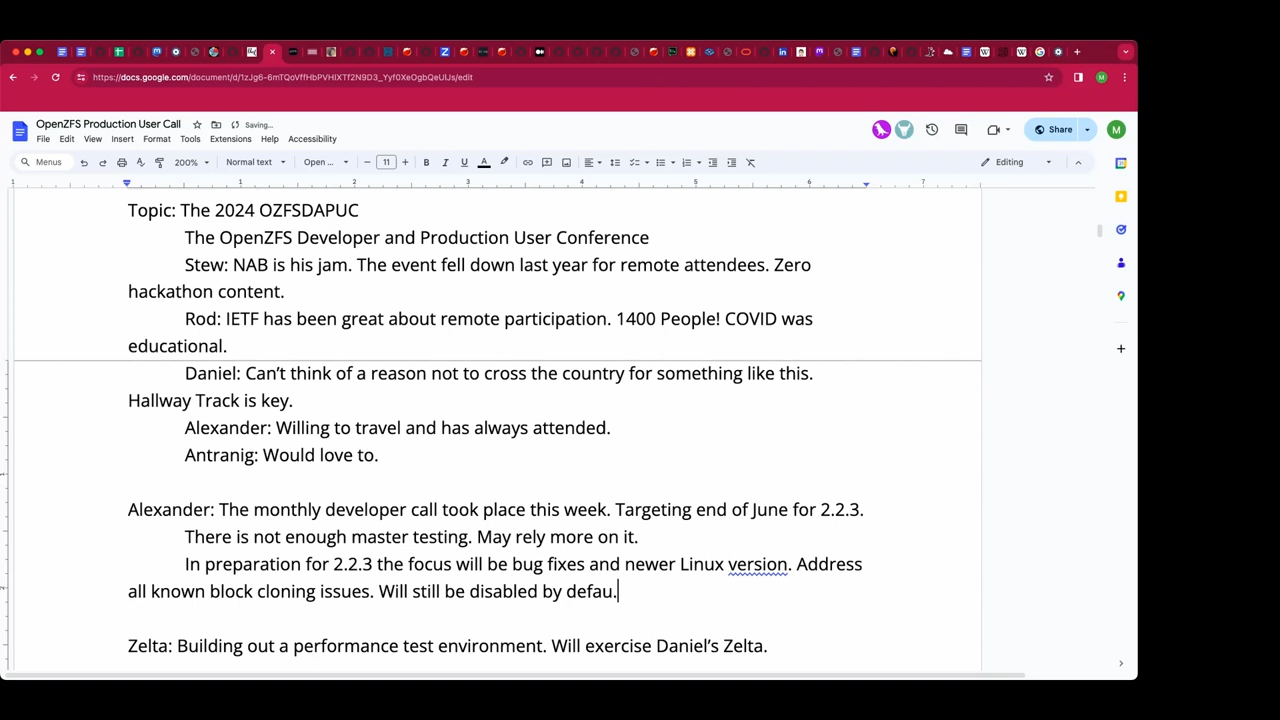 https://docs.google.com/document/d/1zJg6-6mTQoVffHbPVHIXTf2N9D3_Yyf0XeOgbQeUIJs/edit
OpenZFS Production User Call
Saving...
File Edit View Insert Format Tools Extensions Help Accessibility
Share
M
Menus
200%
Normal text
Open ...
11
Editing
1 1 2 3 4 5 6 7
Topic: The 2024 OZFSDAPUC
The OpenZFS Developer and Production User Conference
Stew: NAB is his jam. The event fell down last year for remote attendees. Zero
hackathon content.
Rod: IETF has been great about remote participation. 1400 People! COVID was
educational.
Daniel: Can’t think of a reason not to cross the country for something like this.
Hallway Track is key.
Alexander: Willing to travel and has always attended.
Antranig: Would love to.
Alexander: The monthly developer call took place this week. Targeting end of June for 2.2.3.
There is not enough master testing. May rely more on it.
In preparation for 2.2.3 the focus will be bug fixes and newer Linux version. Address
all known block cloning issues. Will still be disabled by defau.
Zelta: Building out a performance test environment. Will exercise Daniel’s Zelta.